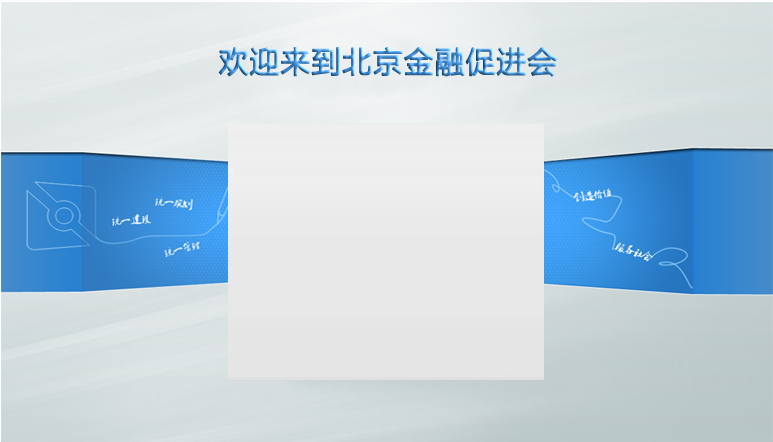 欢迎来到北京金融促进会
统一规划
统一建设
统一管理
创造价值
服务社会